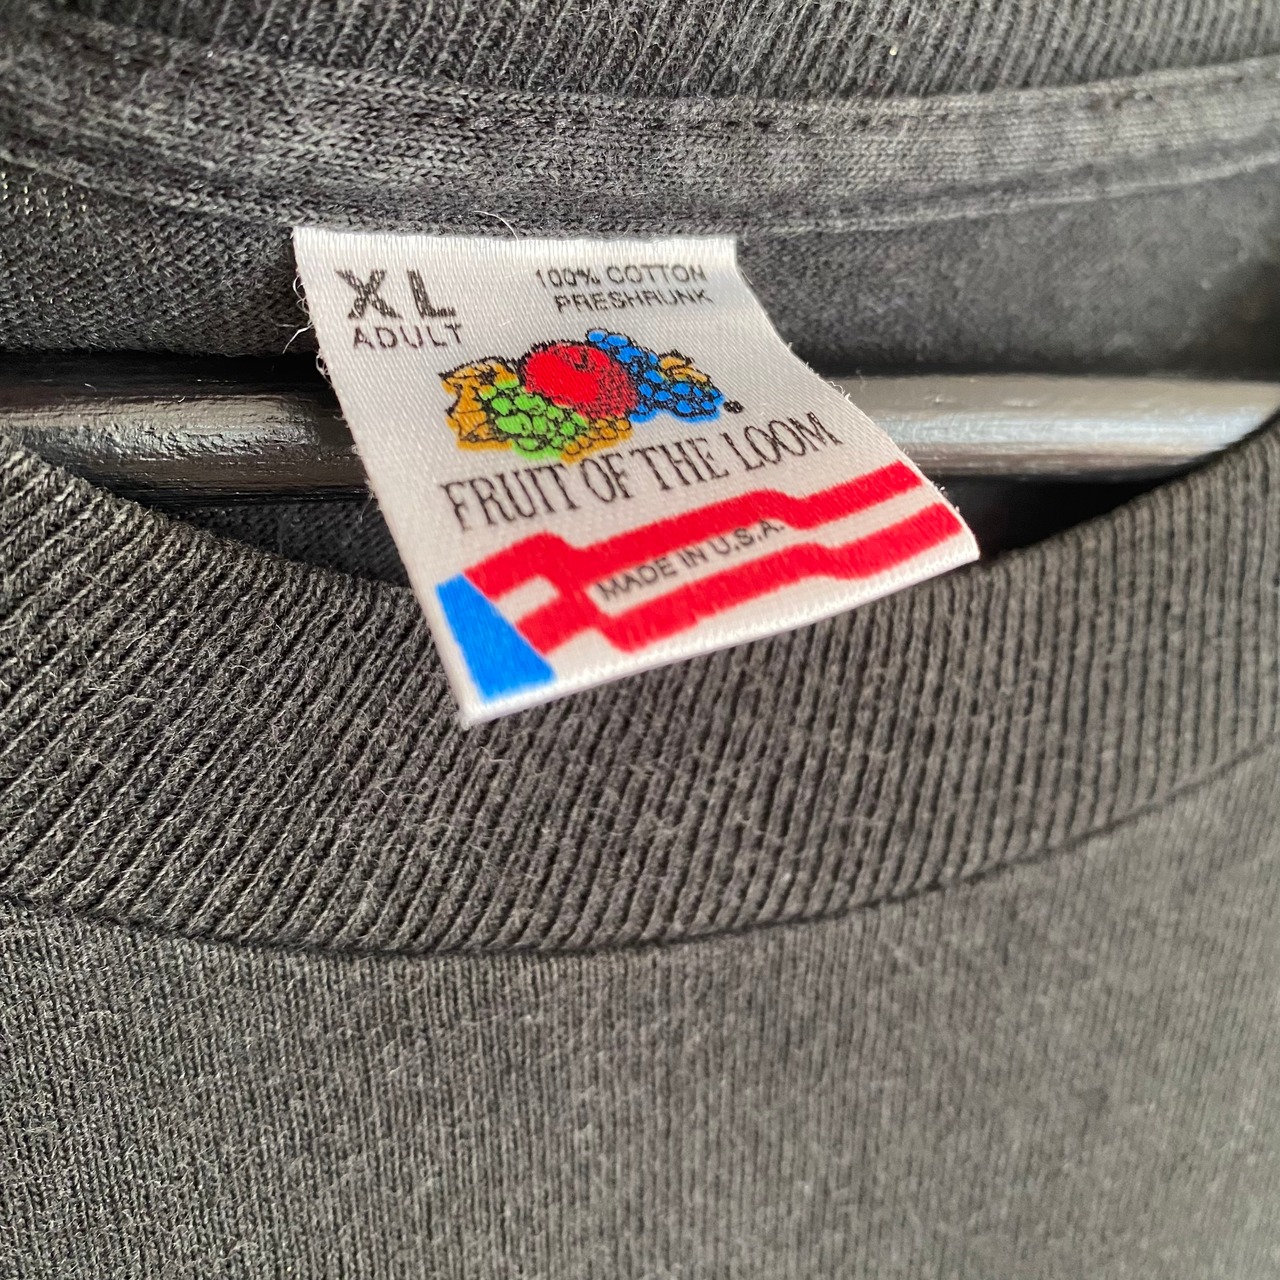 XL
ADULT
100% COTTON
PRESHRUNK
FRUIT OF THE LOOM
MADE IN U.S.A.